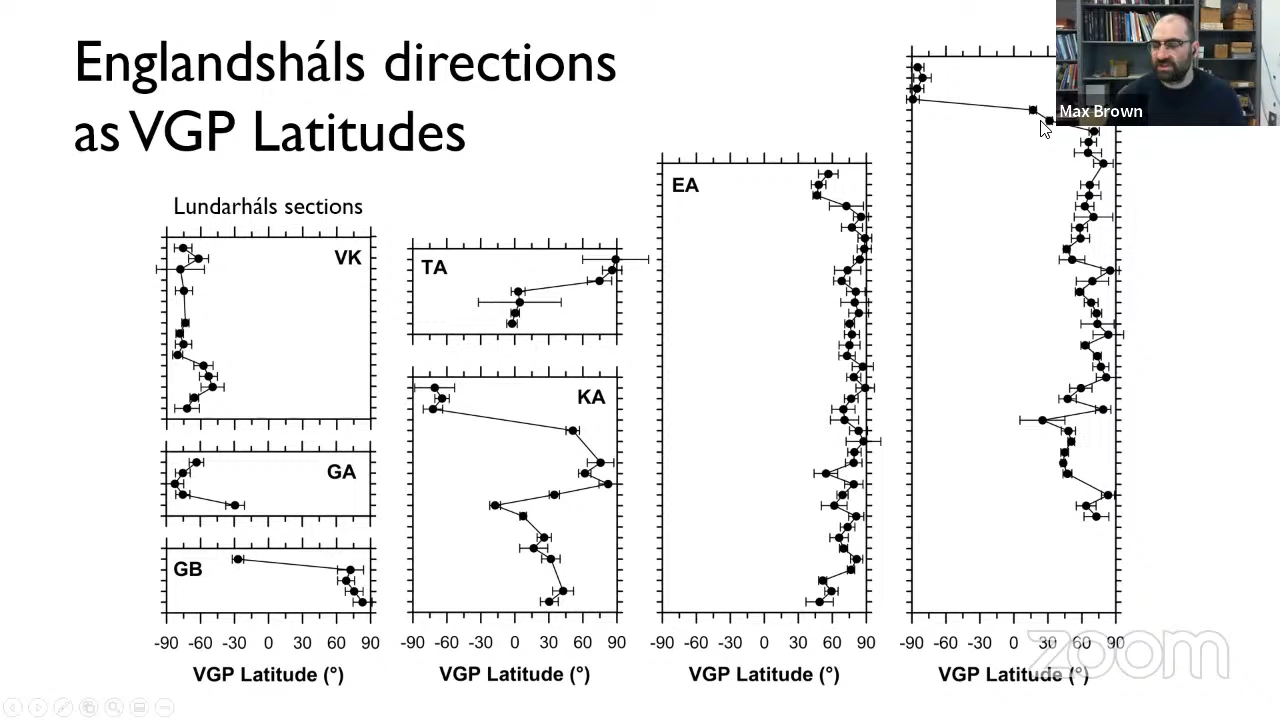 Englandsháls directions
as VGP Latitudes
Max Brown
Lundarháls sections
VK
GA
GB
TA
KA
EA
-90 -60 -30 0 30 60 90
VGP Latitude (°)
-90 -60 -30 0 30 60 90
VGP Latitude (°)
-90 -60 -30 0 30 60 90
VGP Latitude (°)
-90 -60 -30 0 30 60 90
VGP Latitude (°)
zoom